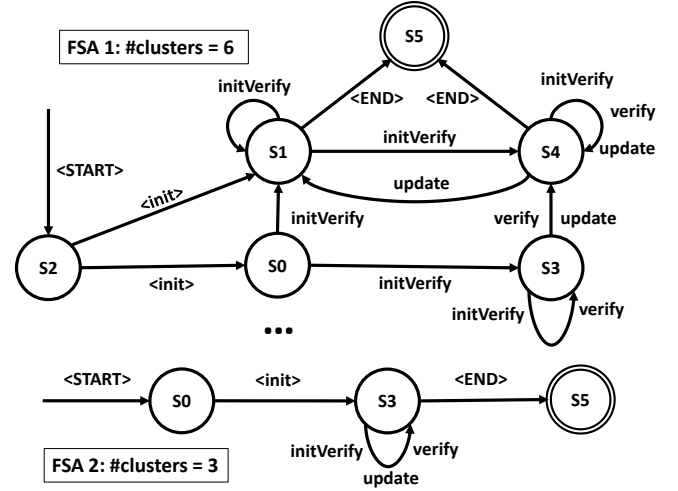 S5
FSA 1: #clusters = 6
initVerify
initVerify
<END>
<END>
verify
initVerify
S1
S4
update
<START>
<init>
update
initVerify
verify
update
S2
S0
S3
<init>
initVerify
initVerify
verify
...
<START>
<init>
<END>
S0
S3
S5
initVerify
verify
FSA 2: #clusters = 3
update